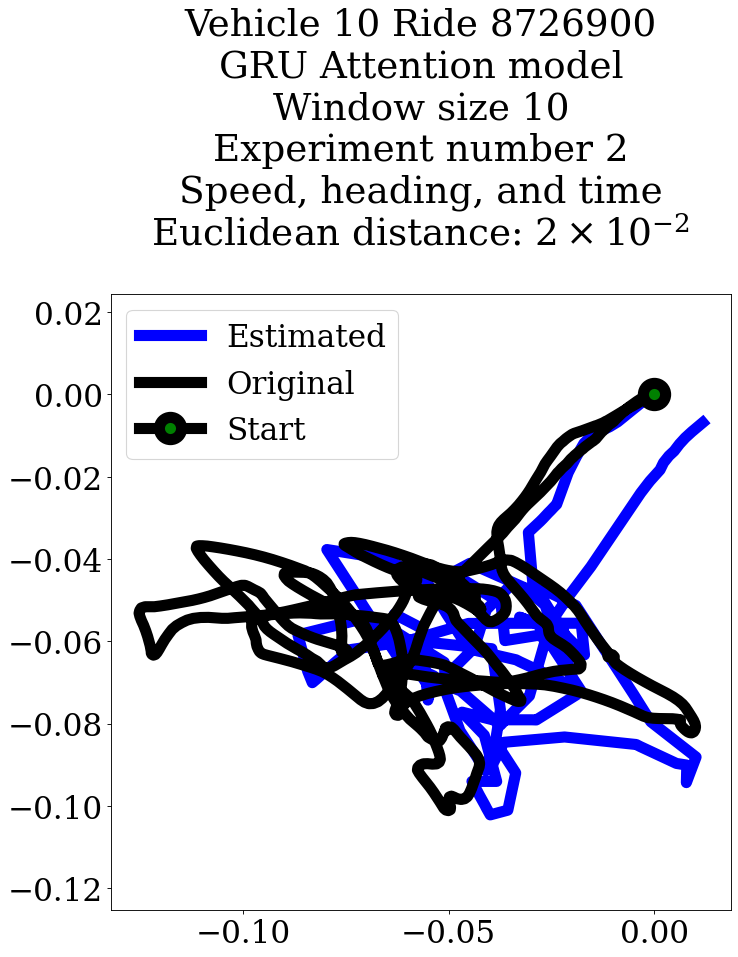 Vehicle 10 Ride 8726900
GRU Attention model
Window size 10
Experiment number 2
Speed, heading, and time
Euclidean distance: 2 × 10⁻²
0.02
Estimated
Original
Start
0.00
−0.02
−0.04
−0.06
−0.08
−0.10
−0.12
−0.10
−0.05
0.00